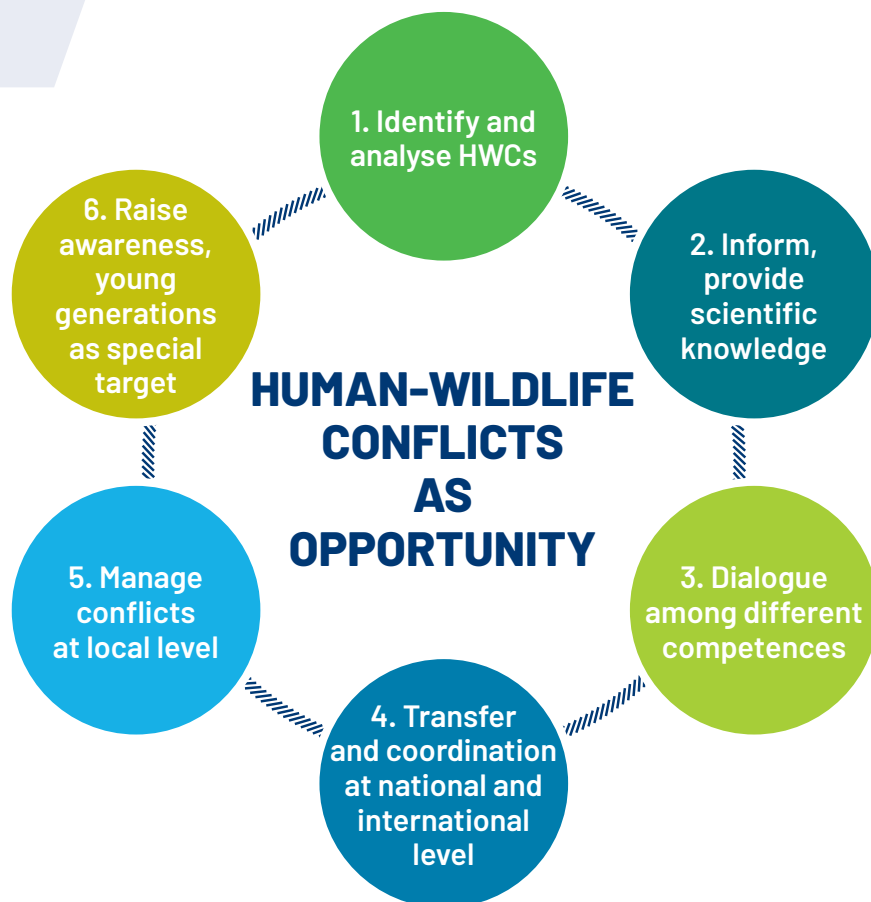 1. Identify and
analyse HWCs
2. Inform,
provide
scientific
knowledge
3. Dialogue
among different
competences
4. Transfer
and coordination
at national and
international
level
5. Manage
conflicts
at local level
6. Raise
awareness,
young
generations
as special
target
HUMAN-WILDLIFE
CONFLICTS
AS
OPPORTUNITY